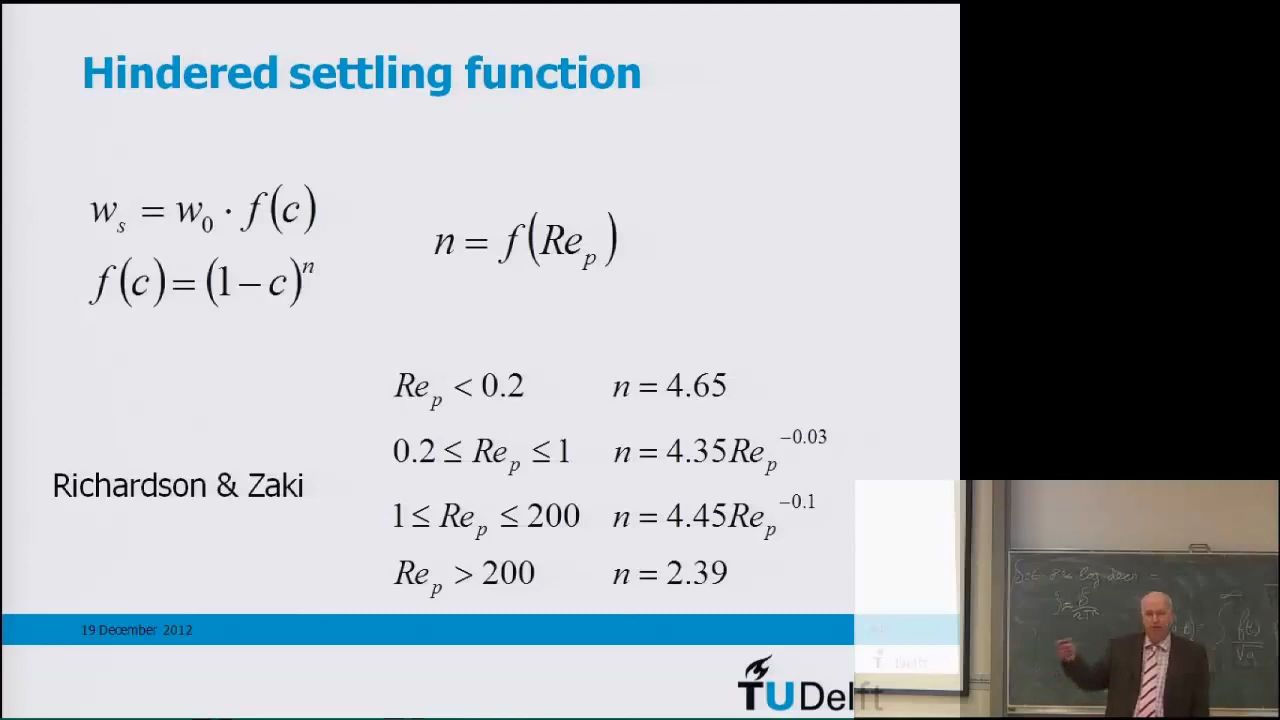 Hindered settling function
w_s = w_0 · f(c)
f(c) = (1 − c)^n
n = f(Re_p)
Re_p < 0.2 n = 4.65
0.2 ≤ Re_p ≤ 1 n = 4.35Re_p^−0.03
Richardson & Zaki
1 ≤ Re_p ≤ 200 n = 4.45Re_p^−0.1
Re_p > 200 n = 2.39
19 December 2012
TUDelft